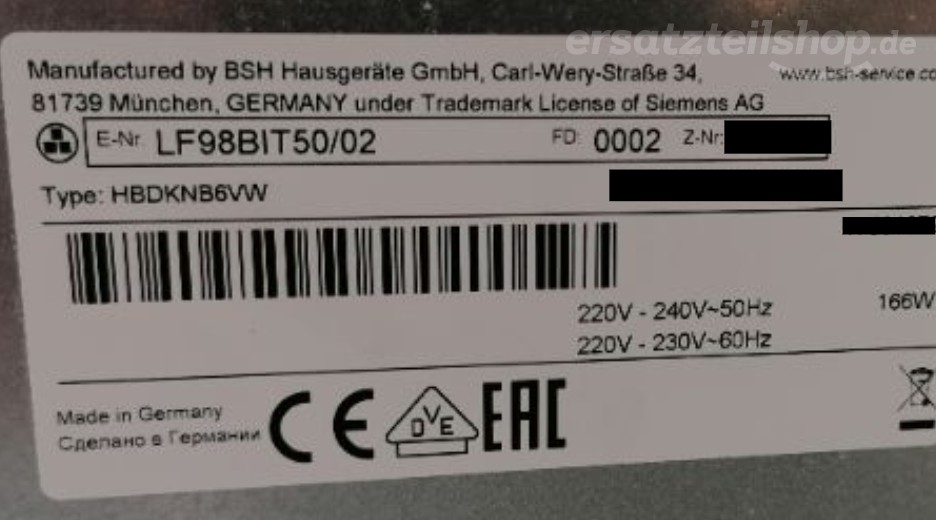 ersatzteilshop.de
Manufactured by BSH Hausgeräte GmbH, Carl-Wery-Straße 34, www.bsh-service.co
81739 München, GERMANY under Trademark License of Siemens AG
E-Nr. LF98BIT50/02 FD: 0002 Z-Nr:
Type: HBDKNB6VW
220V - 240V~50Hz 166W
220V - 230V~60Hz
Made in Germany
Сделано в Германии
CE DVE EAC